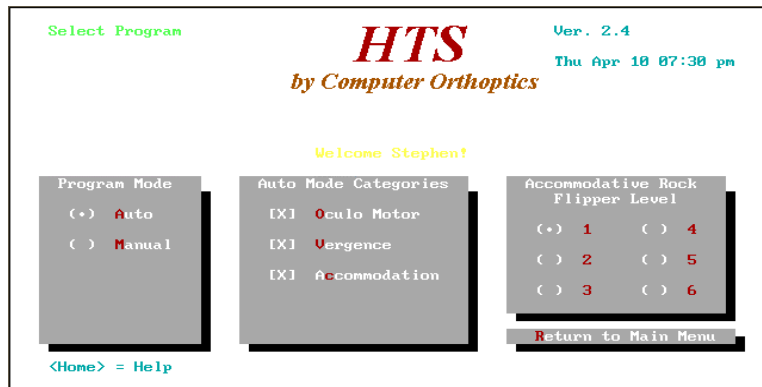 Select Program
HTS
by Computer Orthoptics
Ver. 2.4
Thu Apr 10 07:30 pm
Welcome Stephen!
Program Mode
(•) Auto
( ) Manual
Auto Mode Categories
[X] Oculo Motor
[X] Vergence
[X] Accommodation
Accommodative Rock
Flipper Level
(•) 1 ( ) 4
( ) 2 ( ) 5
( ) 3 ( ) 6
Return to Main Menu
<Home> = Help